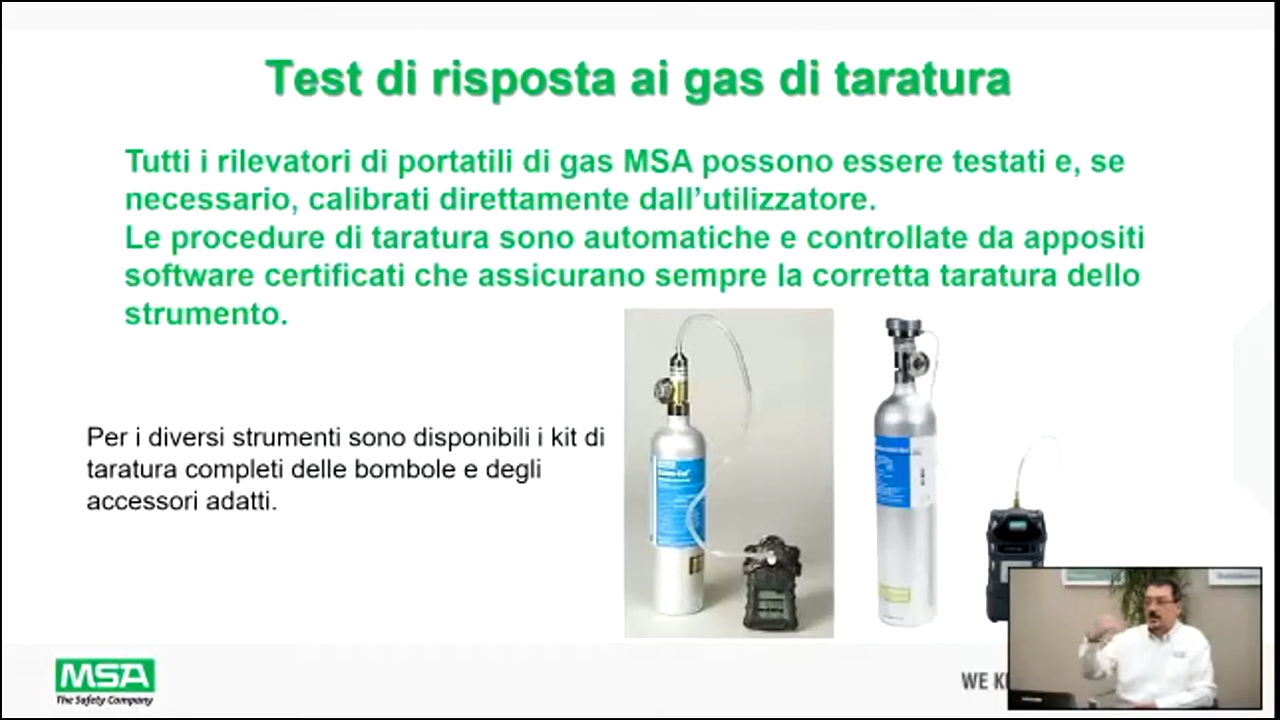 Test di risposta ai gas di taratura
Tutti i rilevatori di portatili di gas MSA possono essere testati e, se
necessario, calibrati direttamente dall'utilizzatore.
Le procedure di taratura sono automatiche e controllate da appositi
software certificati che assicurano sempre la corretta taratura dello
strumento.
Per i diversi strumenti sono disponibili i kit di
taratura completi delle bombole e degli
accessori adatti.
MSA
The Safety Company
WE